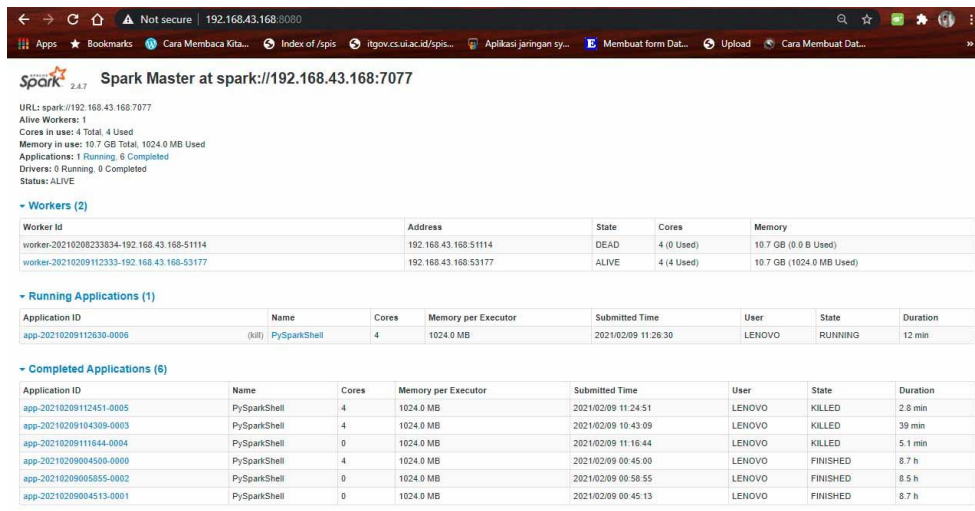 Not secure | 192.168.43.168:8080
Apps Bookmarks Cara Membaca Kita... Index of /spis itgov.cs.ui.ac.id/spis... Aplikasi jaringan sy... E Membuat form Dat... Upload Cara Membuat Dat... »
APACHE Spark 2.4.7 Spark Master at spark://192.168.43.168:7077
URL: spark://192.168.43.168:7077
Alive Workers: 1
Cores in use: 4 Total, 4 Used
Memory in use: 10.7 GB Total, 1024.0 MB Used
Applications: 1 Running, 6 Completed
Drivers: 0 Running, 0 Completed
Status: ALIVE
Workers (2)
Worker Id Address State Cores Memory
worker-20210208233834-192.168.43.168-51114 192.168.43.168:51114 DEAD 4 (0 Used) 10.7 GB (0.0 B Used)
worker-20210209112333-192.168.43.168-53177 192.168.43.168:53177 ALIVE 4 (4 Used) 10.7 GB (1024.0 MB Used)
Running Applications (1)
Application ID Name Cores Memory per Executor Submitted Time User State Duration
app-20210209112630-0006 (kill) PySparkShell 4 1024.0 MB 2021/02/09 11:26:30 LENOVO RUNNING 12 min
Completed Applications (6)
Application ID Name Cores Memory per Executor Submitted Time User State Duration
app-20210209112451-0005 PySparkShell 4 1024.0 MB 2021/02/09 11:24:51 LENOVO KILLED 2.8 min
app-20210209104309-0003 PySparkShell 4 1024.0 MB 2021/02/09 10:43:09 LENOVO KILLED 39 min
app-20210209111644-0004 PySparkShell 0 1024.0 MB 2021/02/09 11:16:44 LENOVO KILLED 5.1 min
app-20210209004500-0000 PySparkShell 4 1024.0 MB 2021/02/09 00:45:00 LENOVO FINISHED 8.7 h
app-20210209005855-0002 PySparkShell 0 1024.0 MB 2021/02/09 00:58:55 LENOVO FINISHED 8.5 h
app-20210209004513-0001 PySparkShell 0 1024.0 MB 2021/02/09 00:45:13 LENOVO FINISHED 8.7 h